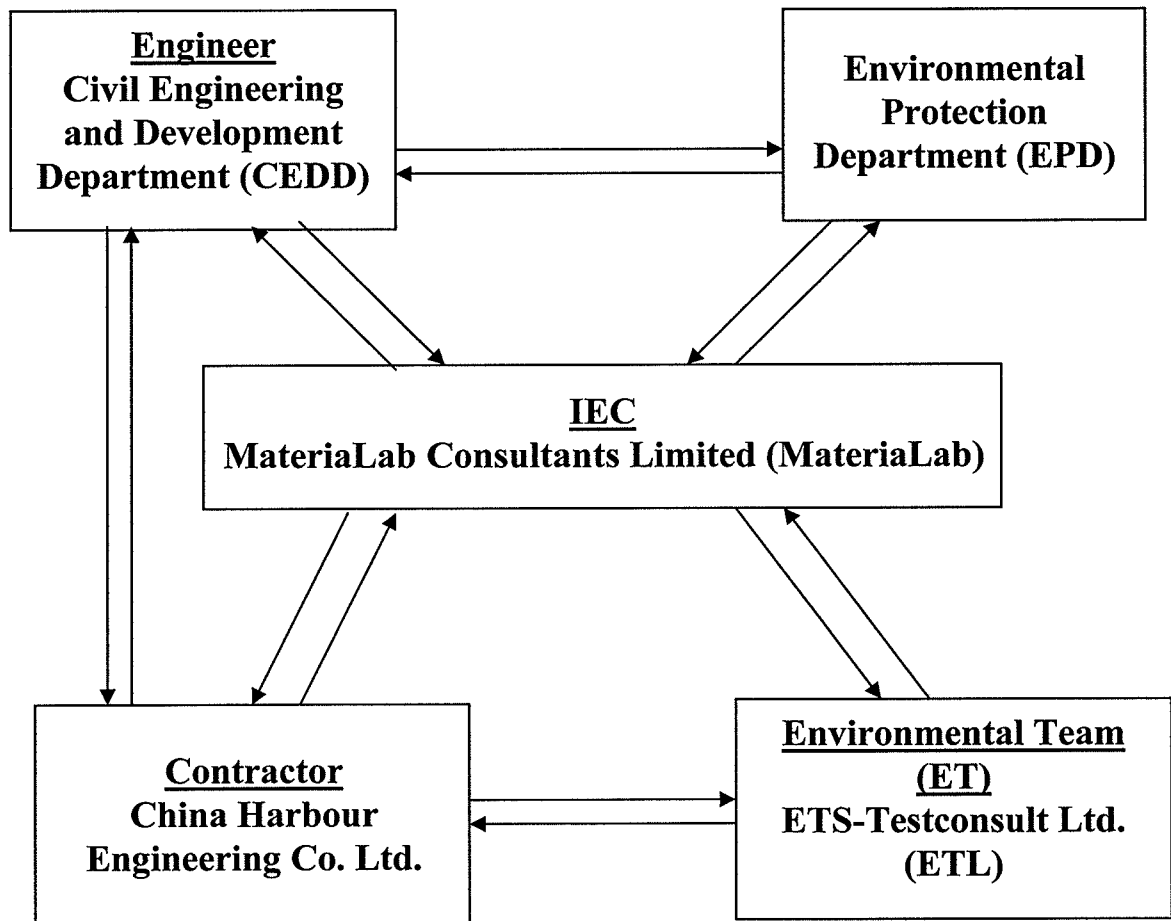 Engineer
Civil Engineering
and Development
Department (CEDD)
Environmental
Protection
Department (EPD)
IEC
MateriaLab Consultants Limited (MateriaLab)
Contractor
China Harbour
Engineering Co. Ltd.
Environmental Team
(ET)
ETS-Testconsult Ltd.
(ETL)